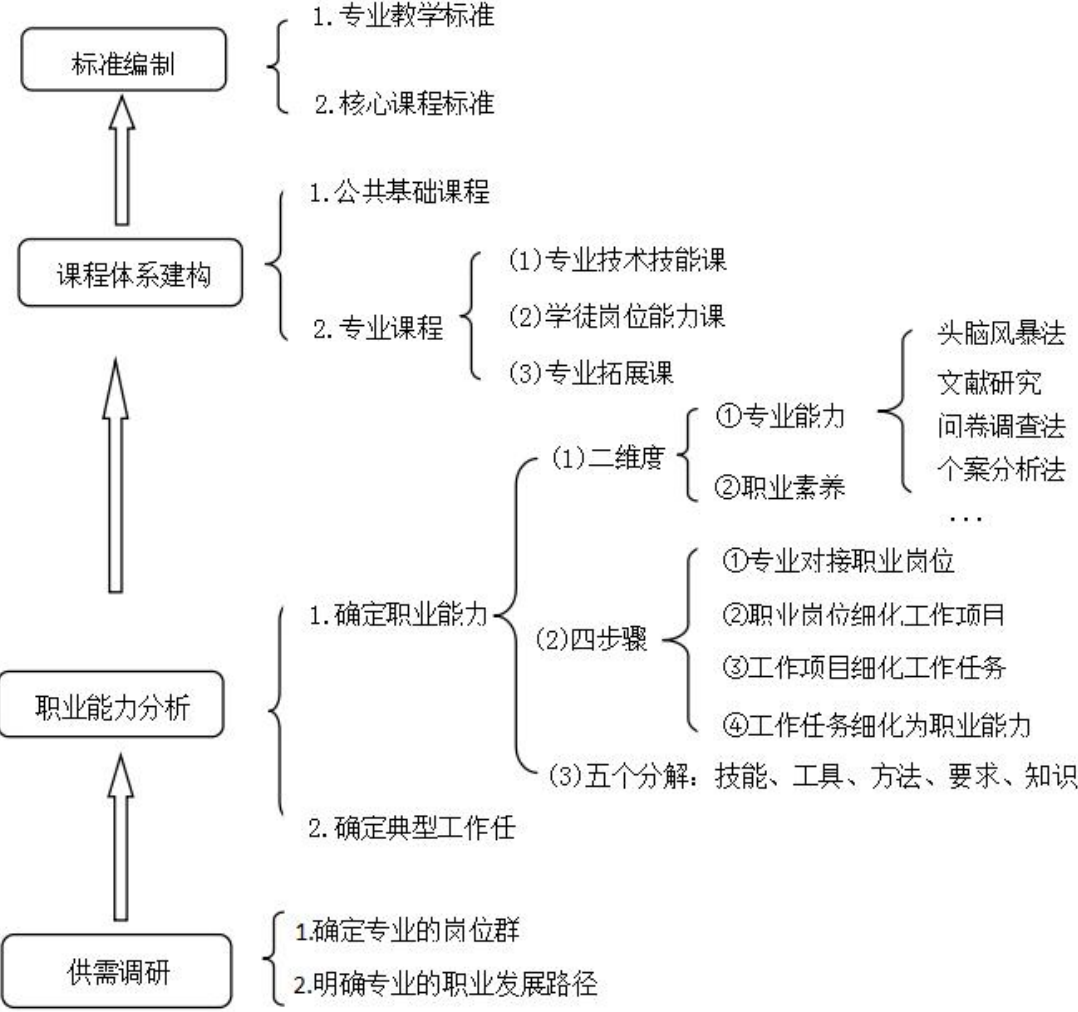 标准编制
1.专业教学标准
2.核心课程标准
课程体系建构
1.公共基础课程
2.专业课程
(1)专业技术技能课
(2)学徒岗位能力课
(3)专业拓展课
职业能力分析
1.确定职业能力
(1)二维度
①专业能力
头脑风暴法
文献研究
问卷调查法
个案分析法
...
②职业素养
(2)四步骤
①专业对接职业岗位
②职业岗位细化工作项目
③工作项目细化工作任务
④工作任务细化为职业能力
(3)五个分解：技能、工具、方法、要求、知识
2.确定典型工作任
供需调研
1.确定专业的岗位群
2.明确专业的职业发展路径